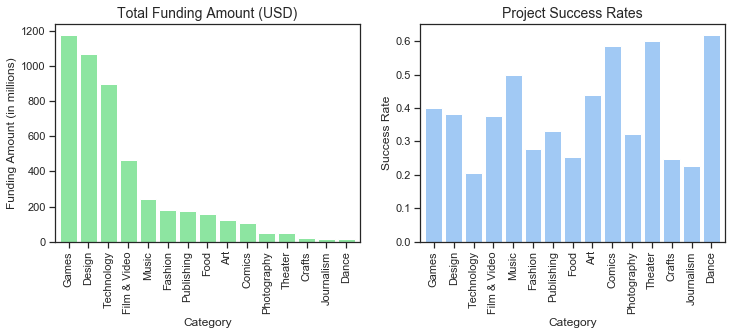 Total Funding Amount (USD)
Funding Amount (in millions)
1200
1000
800
600
400
200
0
Games
Design
Technology
Film & Video
Music
Fashion
Publishing
Food
Art
Comics
Photography
Theater
Crafts
Journalism
Dance
Category
Project Success Rates
Success Rate
0.6
0.5
0.4
0.3
0.2
0.1
0.0
Games
Design
Technology
Film & Video
Music
Fashion
Publishing
Food
Art
Comics
Photography
Theater
Crafts
Journalism
Dance
Category